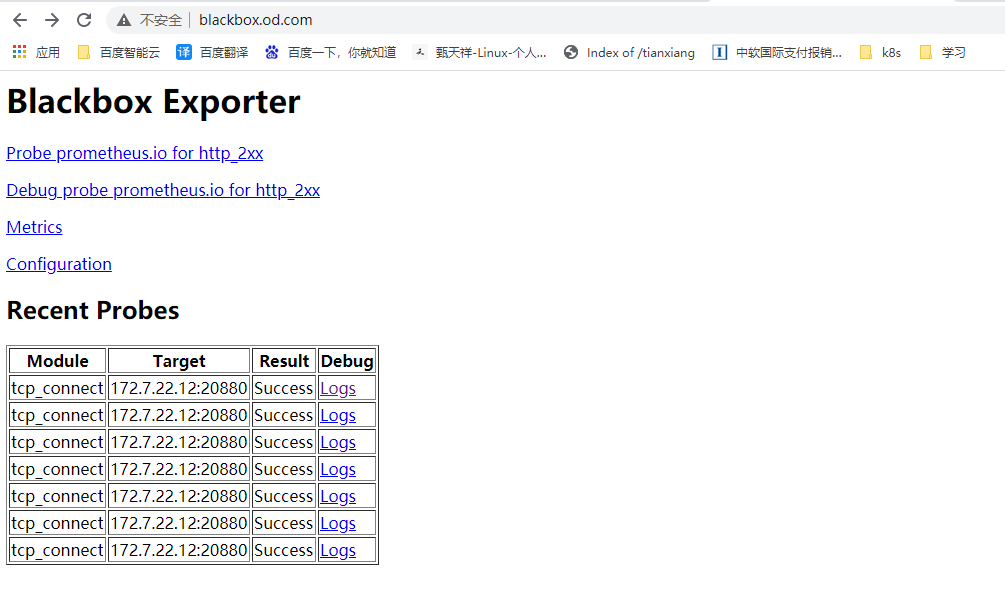 不安全 blackbox.od.com
应用 百度智能云 译 百度翻译 百度一下，你就知道 甄天祥-Linux-个人... Index of /tianxiang 中软国际支付报销... k8s 学习
Blackbox Exporter
Probe prometheus.io for http_2xx
Debug probe prometheus.io for http_2xx
Metrics
Configuration
Recent Probes
Module Target Result Debug
tcp_connect 172.7.22.12:20880 Success Logs
tcp_connect 172.7.22.12:20880 Success Logs
tcp_connect 172.7.22.12:20880 Success Logs
tcp_connect 172.7.22.12:20880 Success Logs
tcp_connect 172.7.22.12:20880 Success Logs
tcp_connect 172.7.22.12:20880 Success Logs
tcp_connect 172.7.22.12:20880 Success Logs